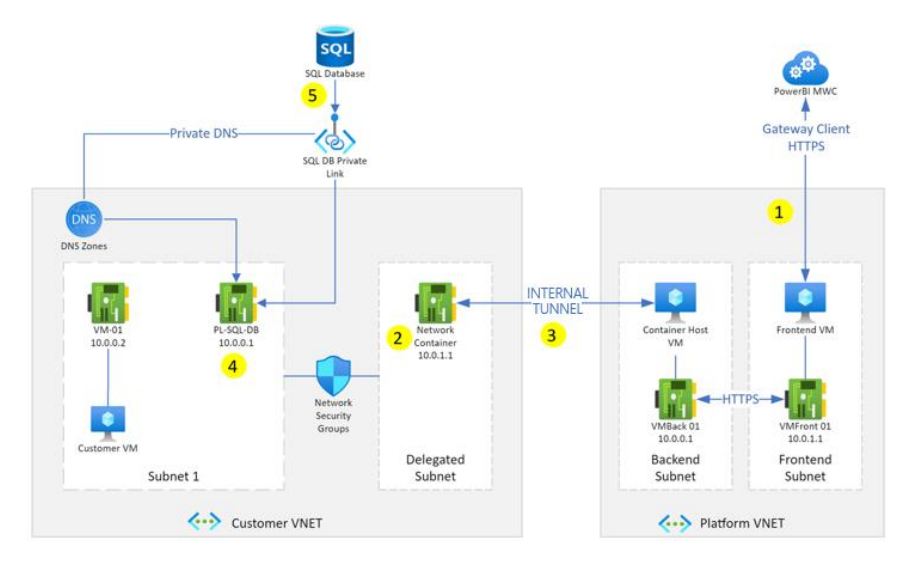 SQL
SQL Database
5
PowerBI MWC
Private DNS
SQL DB Private
Link
Gateway Client
HTTPS
1
DNS
DNS Zones
VM-01
10.0.0.2
PL-SQL-DB
10.0.0.1
4
2
Network
Container
10.0.1.1
INTERNAL
TUNNEL
3
Container Host
VM
Frontend VM
Network
Security
Groups
HTTPS
VMBack 01
10.0.0.1
VMFront 01
10.0.1.1
Customer VM
Subnet 1
Delegated
Subnet
Backend
Subnet
Frontend
Subnet
Customer VNET
Platform VNET